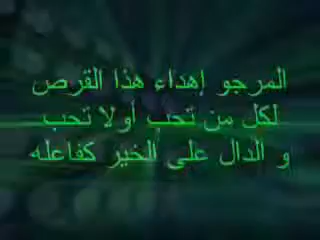 المرجو إهداء هذا القرص
لكل من تحب أولا تحب
و الدال على الخير كفاعله